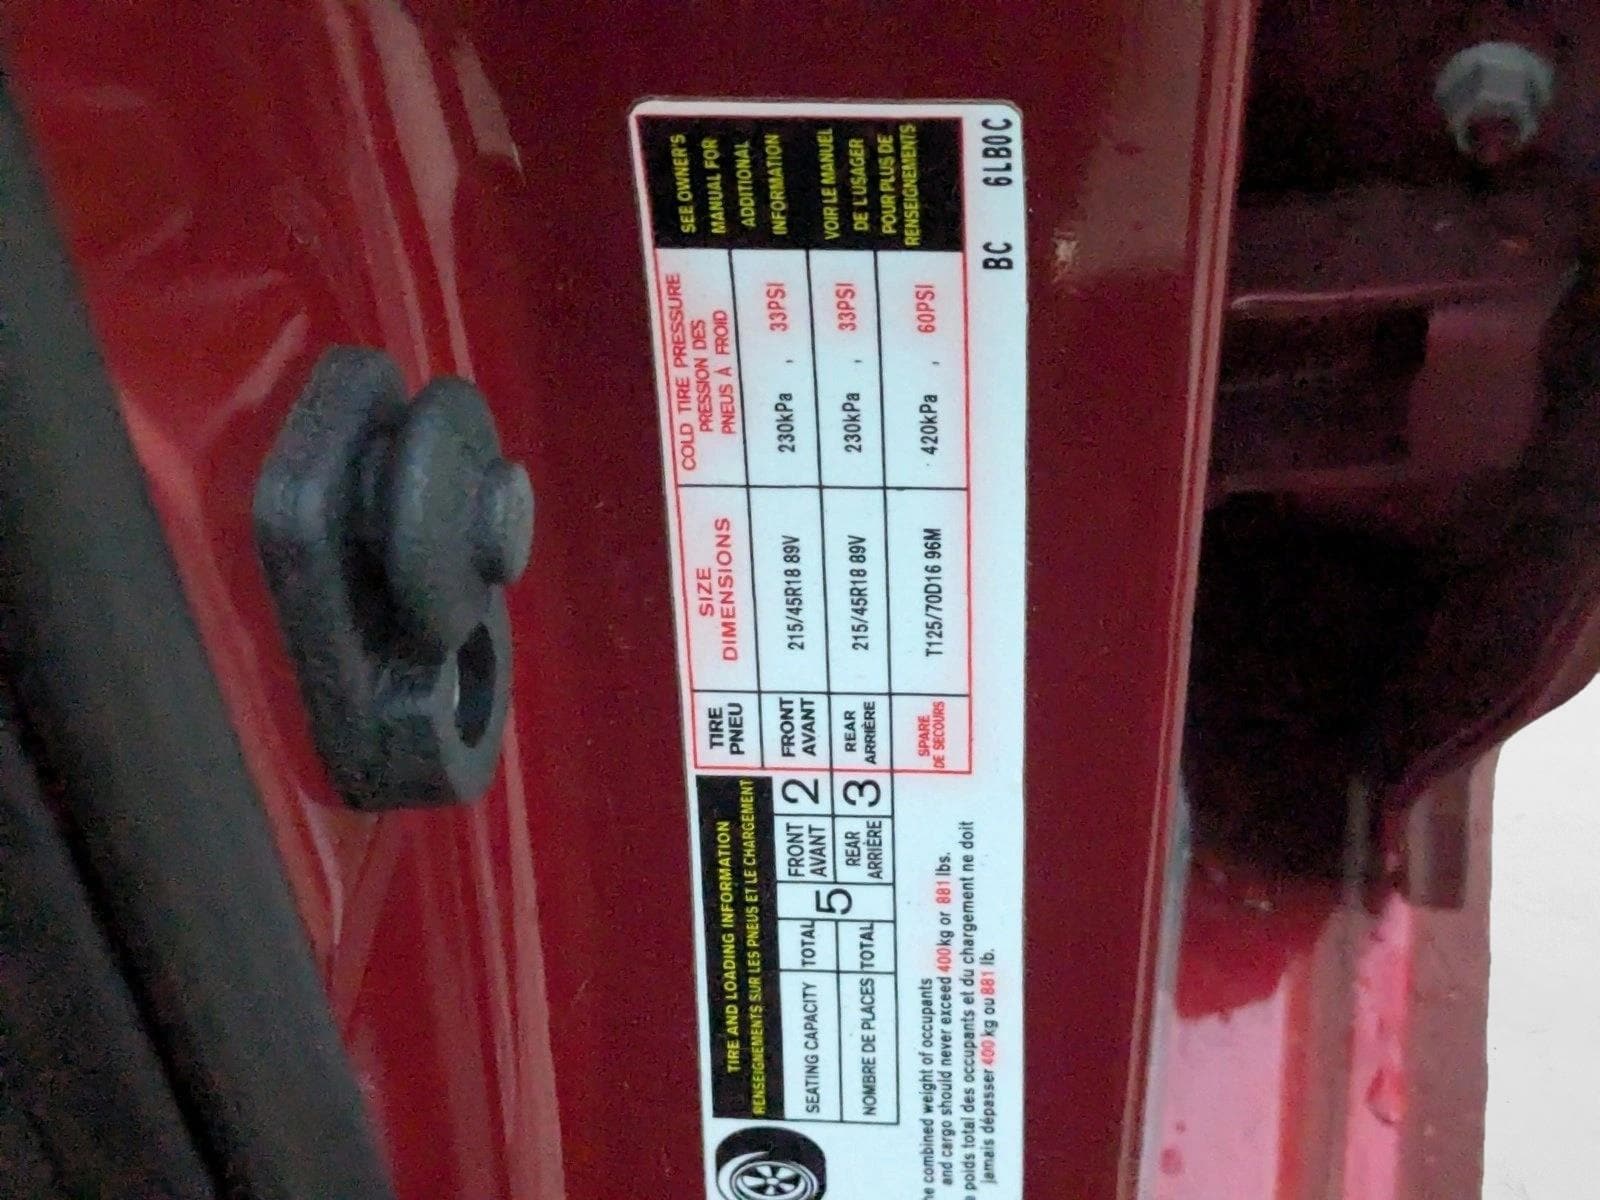 TIRE AND LOADING INFORMATION
RENSEIGNEMENTS SUR LES PNEUS ET LE CHARGEMENT
SEATING CAPACITY
NOMBRE DE PLACES
TOTAL
TOTAL
5
FRONT
AVANT
2
REAR
ARRIÈRE
3
TIRE
PNEU
SIZE
DIMENSIONS
COLD TIRE PRESSURE
PRESSION DES
PNEUS À FROID
FRONT
AVANT
215/45R18 89V
230kPa , 33PSI
REAR
ARRIÈRE
215/45R18 89V
230kPa , 33PSI
SPARE
DE SECOURS
T125/70D16 96M
420kPa , 60PSI
SEE OWNER'S
MANUAL FOR
ADDITIONAL
INFORMATION
VOIR LE MANUEL
DE L'USAGER
POUR PLUS DE
RENSEIGNEMENTS
combined weight of occupants
and cargo should never exceed 400kg or 881 lbs.
poids total des occupants et du chargement ne doit
jamais dépasser 400 kg ou 881 lb.
BC 6LB0C